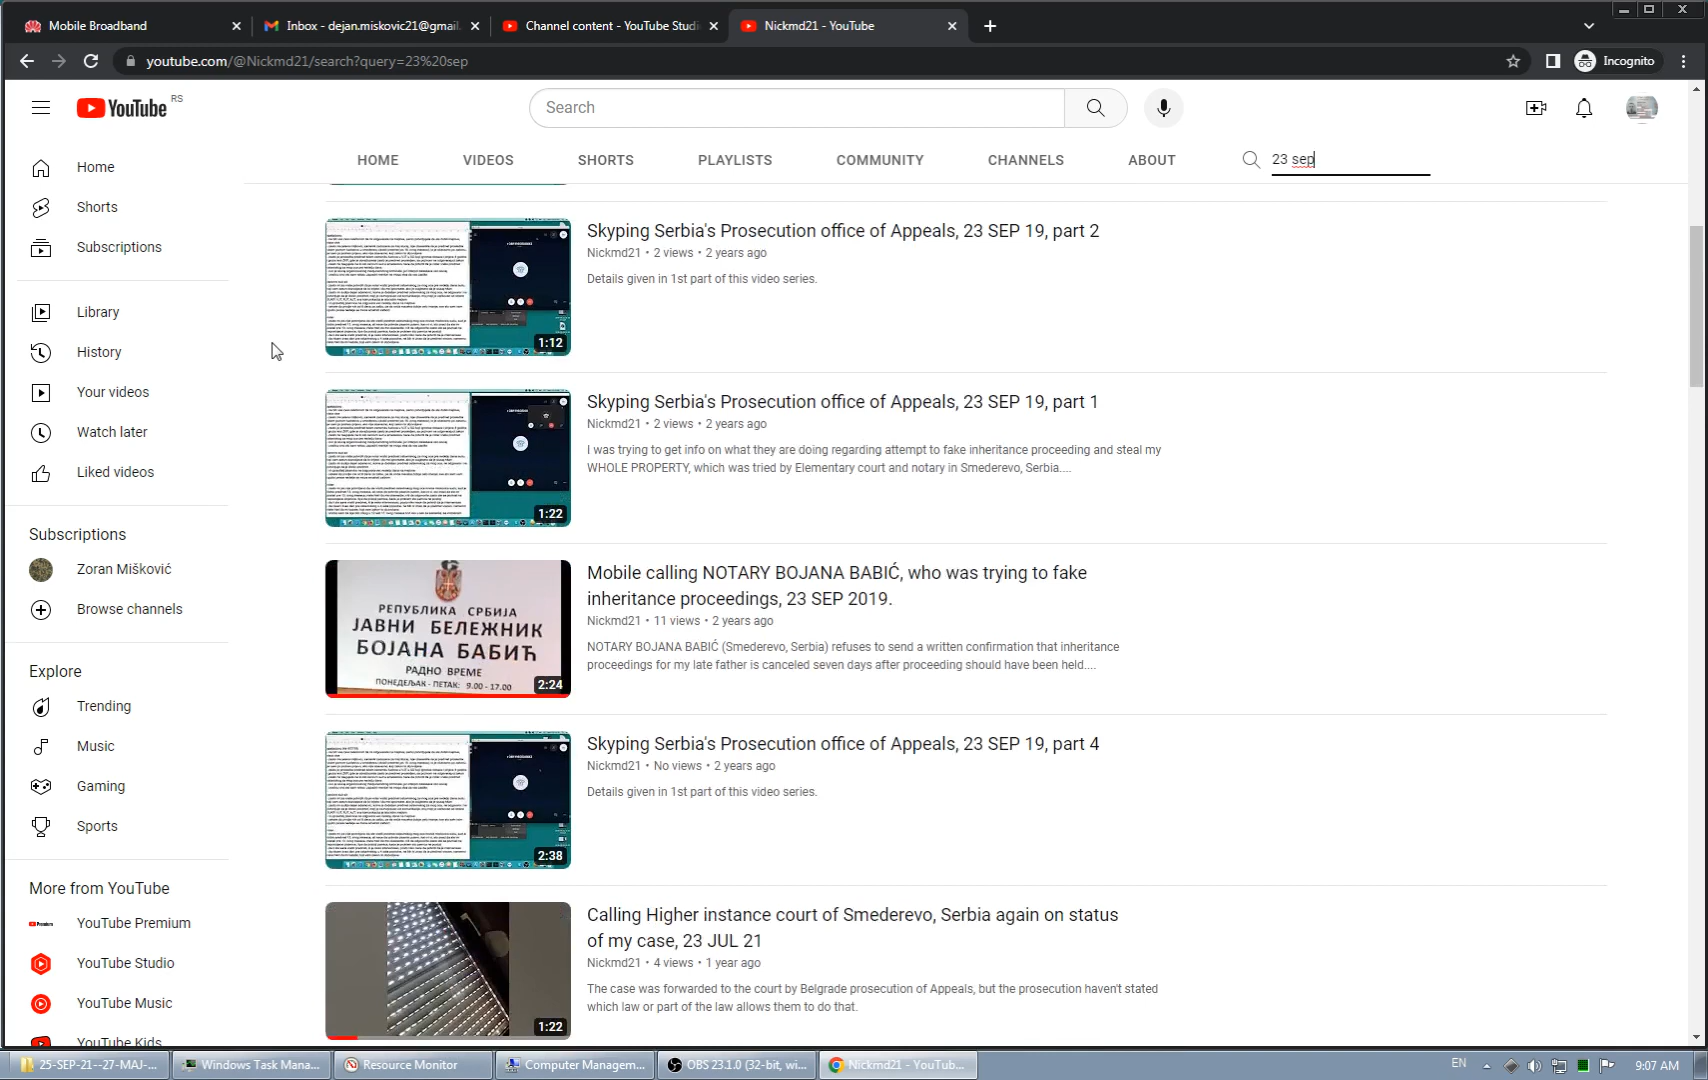 Mobile Broadband
Inbox - dejan.miskovic21@gmail.
Channel content - YouTube Studi
Nickmd21 - YouTube
youtube.com/@Nickmd21/search?query=23%20sep
Incognito
YouTube RS
Search
HOME VIDEOS SHORTS PLAYLISTS COMMUNITY CHANNELS ABOUT 23 sep
Home
Shorts
Subscriptions
Library
History
Your videos
Watch later
Liked videos
Subscriptions
Zoran Mišković
Browse channels
Explore
Trending
Music
Gaming
Sports
More from YouTube
Premium
YouTube Premium
YouTube Studio
YouTube Music
YouTube Kids
Skyping Serbia's Prosecution office of Appeals, 23 SEP 19, part 2
Nickmd21 • 2 views • 2 years ago
Details given in 1st part of this video series.
1:12
Skyping Serbia's Prosecution office of Appeals, 23 SEP 19, part 1
Nickmd21 • 2 views • 2 years ago
I was trying to get info on what they are doing regarding attempt to fake inheritance proceeding and steal my
WHOLE PROPERTY, which was tried by Elementary court and notary in Smederevo, Serbia....
1:22
РЕПУБЛИКА СРБИЈА
ЈАВНИ БЕЛЕЖНИК
БОЈАНА БАБИЋ
РАДНО ВРЕМЕ
ПОНЕДЕЉАК - ПЕТАК: 9.00 - 17.00
2:24
Mobile calling NOTARY BOJANA BABIĆ, who was trying to fake
inheritance proceedings, 23 SEP 2019.
Nickmd21 • 11 views • 2 years ago
NOTARY BOJANA BABIĆ (Smederevo, Serbia) refuses to send a written confirmation that inheritance
proceedings for my late father is canceled seven days after proceeding should have been held....
Skyping Serbia's Prosecution office of Appeals, 23 SEP 19, part 4
Nickmd21 • No views • 2 years ago
Details given in 1st part of this video series.
2:38
Calling Higher instance court of Smederevo, Serbia again on status
of my case, 23 JUL 21
Nickmd21 • 4 views • 1 year ago
The case was forwarded to the court by Belgrade prosecution of Appeals, but the prosecution haven't stated
which law or part of the law allows them to do that.
1:22
25-SEP-21--27-MAJ-...
Windows Task Mana...
Resource Monitor
Computer Managem...
OBS 23.1.0 (32-bit, wi...
Nickmd21 - YouTub...
EN
9:07 AM